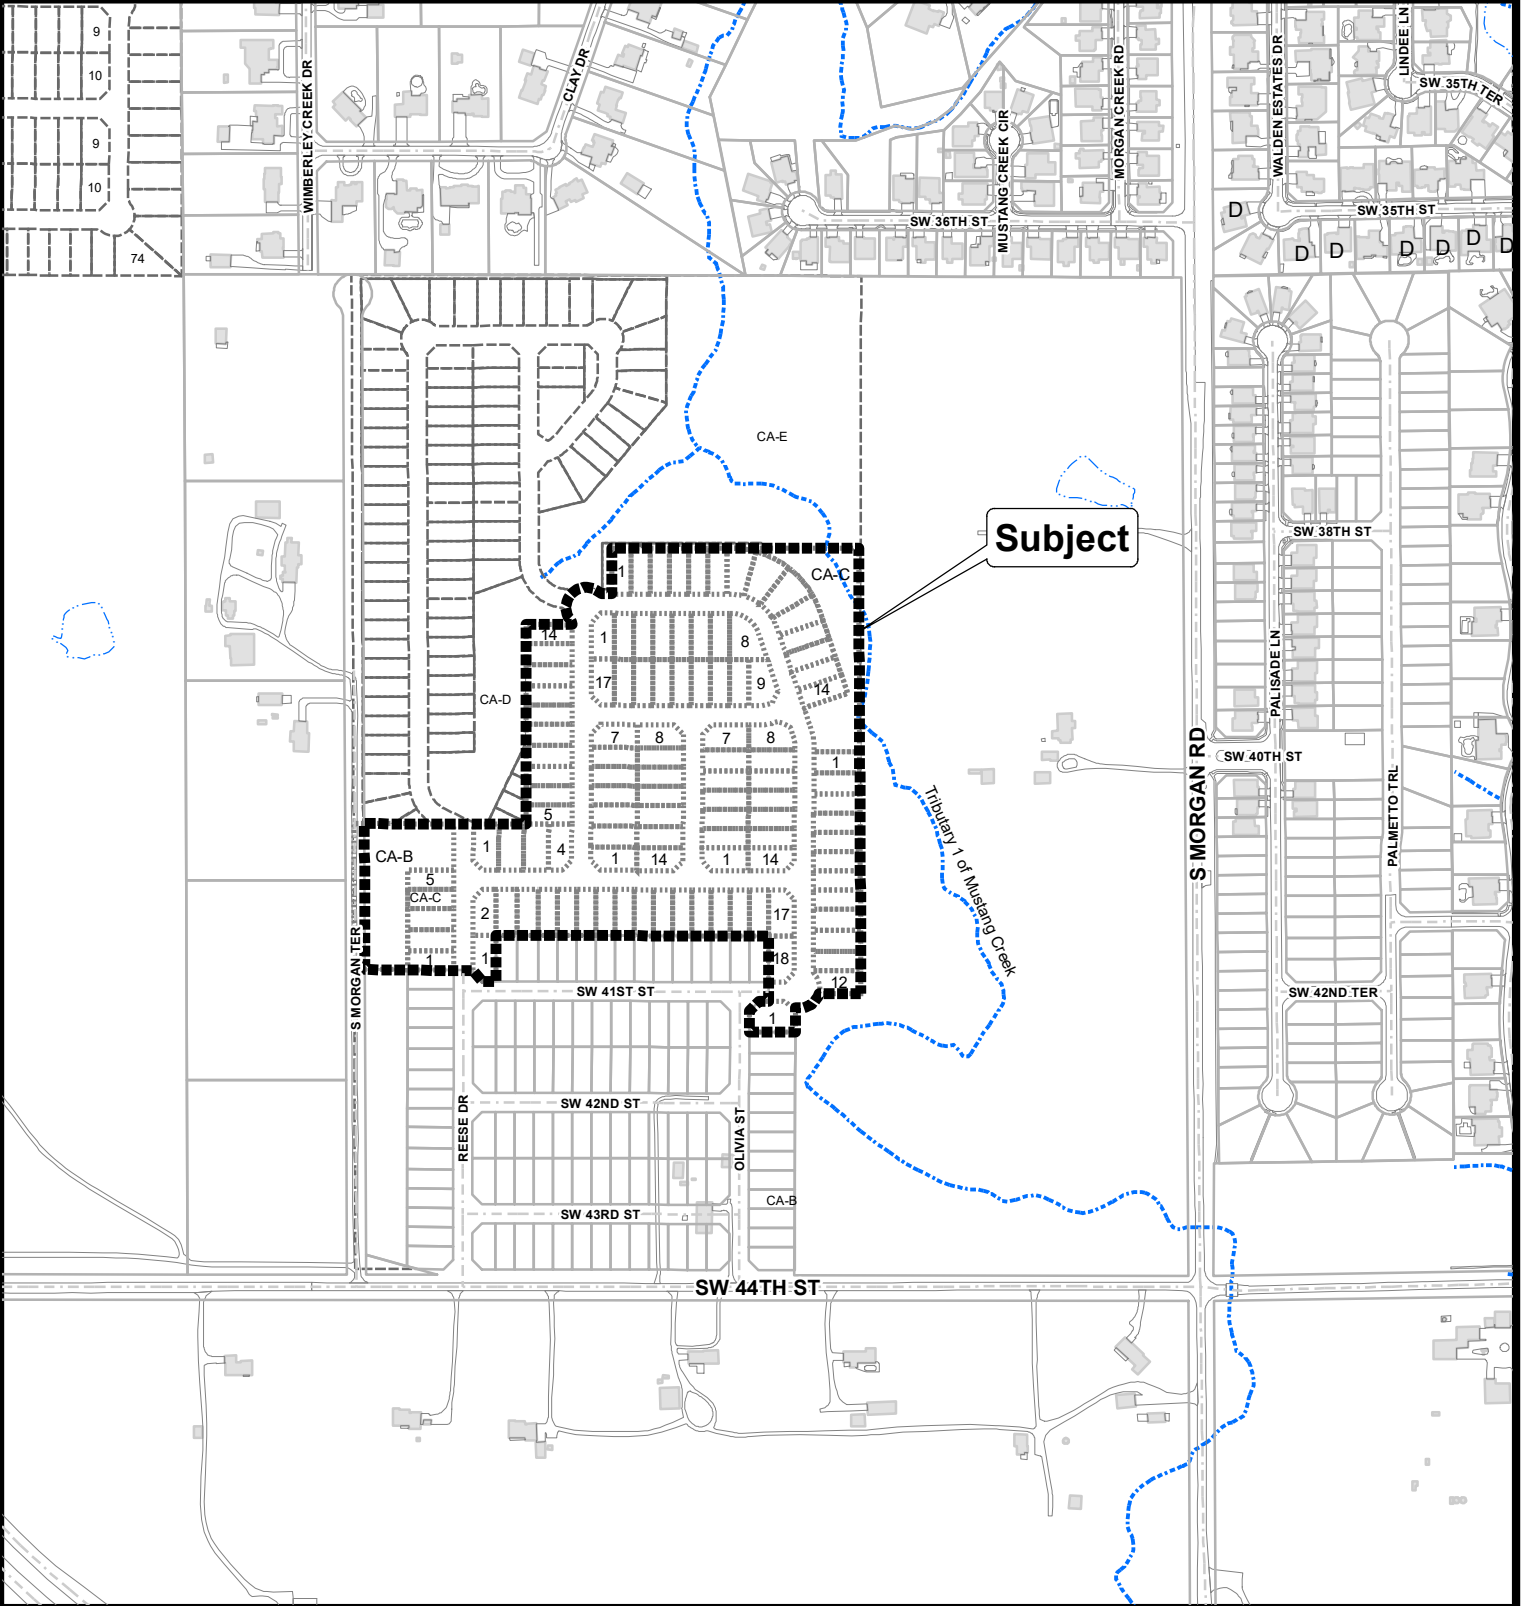 9
10
9
10
74
WIMBERLEY CREEK DR
CLAY DR
MUSTANG CREEK CIR
MORGAN CREEK RD
WALDEN ESTATES DR
LINDEE LN
SW 35TH TER
SW 36TH ST
SW 35TH ST
D
D
D
D
D
D
D
CA-E
Subject
SW 38TH ST
CA-C
1
14
1
8
17
9
14
CA-D
PALISADE LN
7
8
7
8
1
S MORGAN RD
SW 40TH ST
PALMETTO TRL
Tributary 1 of Mustang Creek
5
1
4
1
14
1
14
CA-B
5
CA-C
2
17
1
1
18
12
1
S MORGAN TER
SW 41ST ST
SW 42ND TER
REESE DR
SW 42ND ST
OLIVIA ST
CA-B
SW 43RD ST
SW 44TH ST